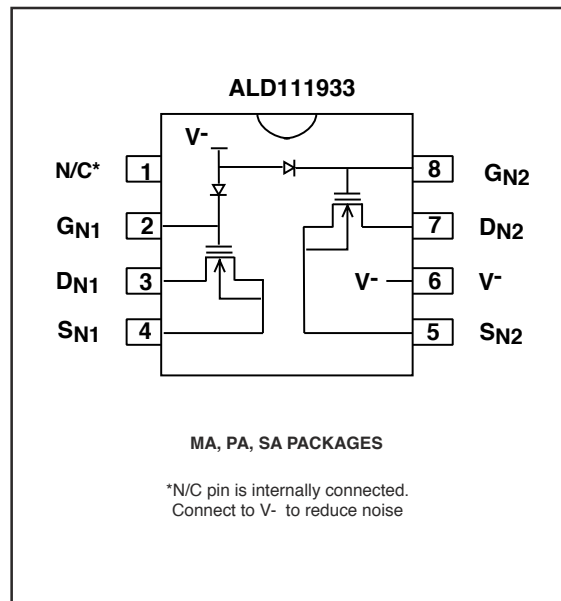 ALD111933
V-
N/C* 1 8 GN2
GN1 2 7 DN2
DN1 3 V- 6 V-
SN1 4 5 SN2
MA, PA, SA PACKAGES
*N/C pin is internally connected.
Connect to V- to reduce noise